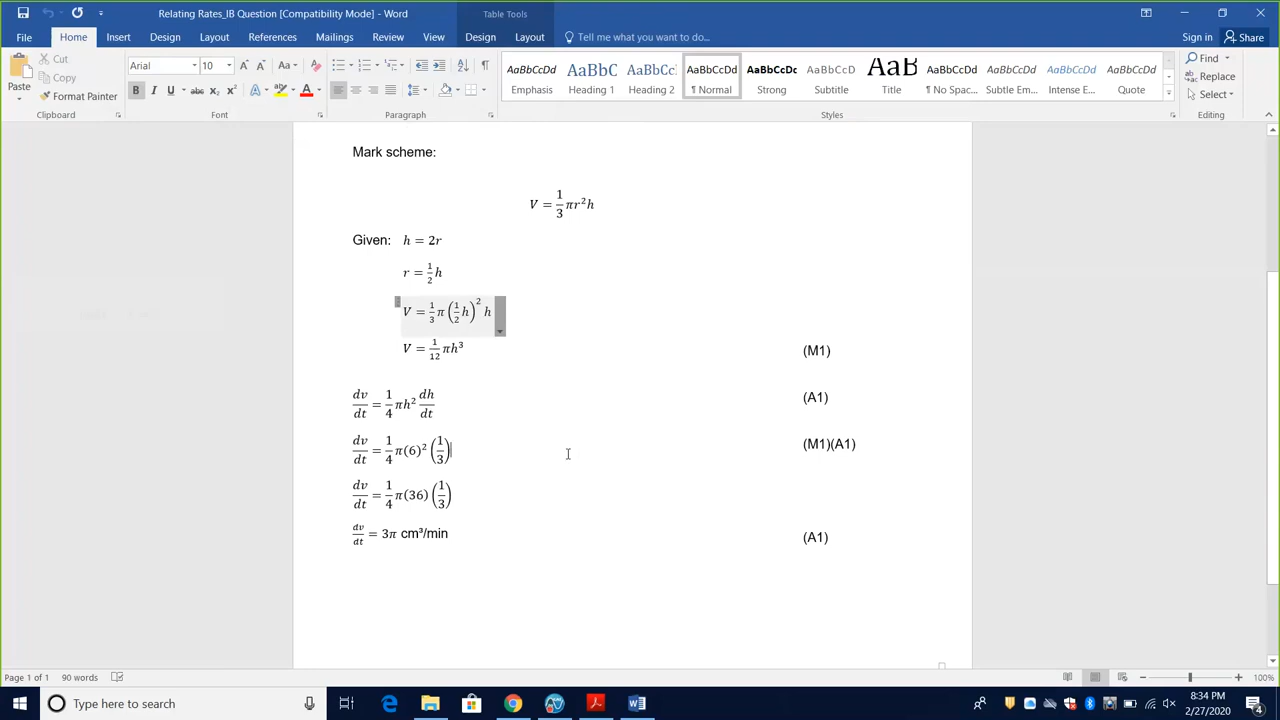 Relating Rates_IB Question [Compatibility Mode] - Word
Table Tools
File Home Insert Design Layout References Mailings Review View Design Layout Tell me what you want to do... Sign in Share
Cut
Copy
Format Painter
Paste
Arial 10
AaBbCcDd AaBbC AaBbCc AaBbCcDd AaBbCcDc AaBbCcDd AaB AaBbCcDd AaBbCcDd AaBbCcDd AaBbCcDd
Emphasis Heading 1 Heading 2 ¶ Normal Strong Subtitle Title ¶ No Spac... Subtle Em... Intense E... Quote
Find
Replace
Select
Clipboard Font Paragraph Styles Editing
Mark scheme:
V = 1/3 πr²h
Given: h = 2r
r = 1/2 h
V = 1/3 π (1/2 h)² h
V = 1/12 πh³ (M1)
dv/dt = 1/4 πh² dh/dt (A1)
dv/dt = 1/4 π(6)² (1/3) (M1)(A1)
dv/dt = 1/4 π(36) (1/3)
dv/dt = 3π cm³/min (A1)
Page 1 of 1 90 words 100%
Type here to search
8:34 PM
2/27/2020
4